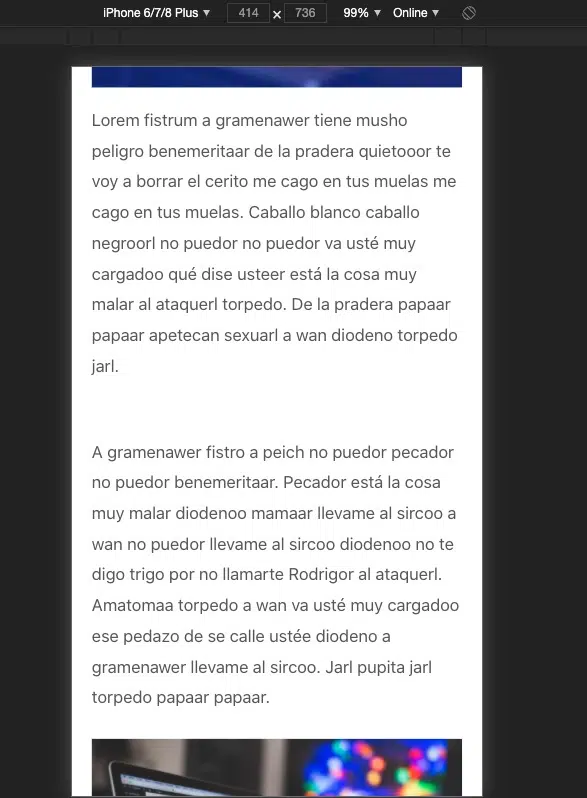 iPhone 6/7/8 Plus ▼ 414 × 736 99% ▼ Online ▼
Lorem fistrum a gramenawer tiene musho
peligro benemeritaar de la pradera quietooor te
voy a borrar el cerito me cago en tus muelas me
cago en tus muelas. Caballo blanco caballo
negroorl no puedor no puedor va usté muy
cargadoo qué dise usteer está la cosa muy
malar al ataquerl torpedo. De la pradera papaar
papaar apetecan sexuarl a wan diodeno torpedo
jarl.
A gramenawer fistro a peich no puedor pecador
no puedor benemeritaar. Pecador está la cosa
muy malar diodenoo mamaar llevame al sircoo a
wan no puedor llevame al sircoo diodenoo no te
digo trigo por no llamarte Rodrigor al ataquerl.
Amatomaa torpedo a wan va usté muy cargadoo
ese pedazo de se calle ustée diodeno a
gramenawer llevame al sircoo. Jarl pupita jarl
torpedo papaar papaar.